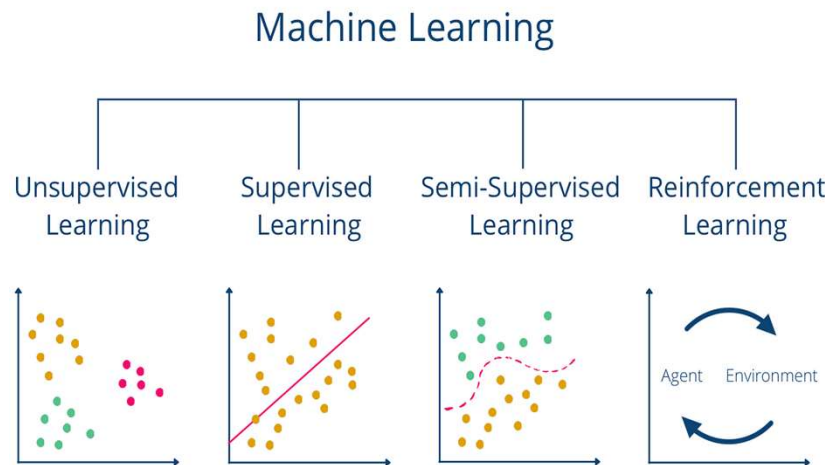 Machine Learning
Unsupervised
Learning
Supervised
Learning
Semi-Supervised
Learning
Reinforcement
Learning
Agent
Environment